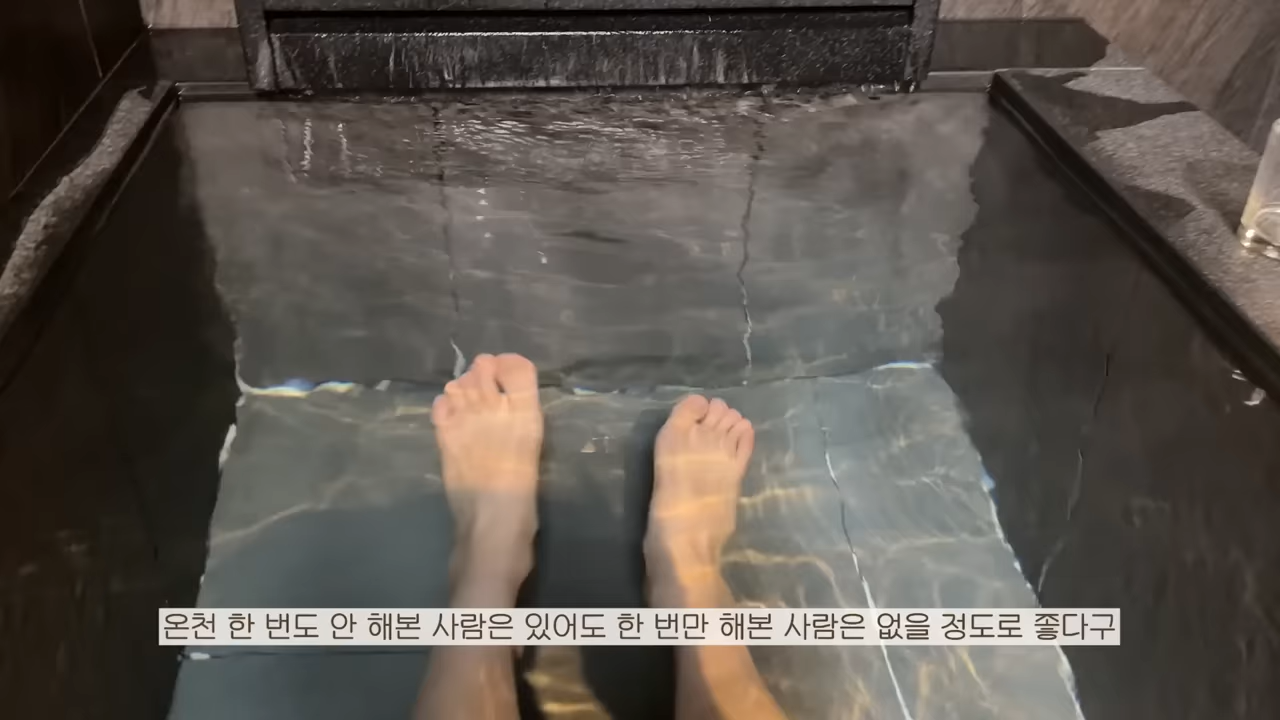 온천 한 번도 안 해본 사람은 있어도 한 번만 해본 사람은 없을 정도로 좋다구